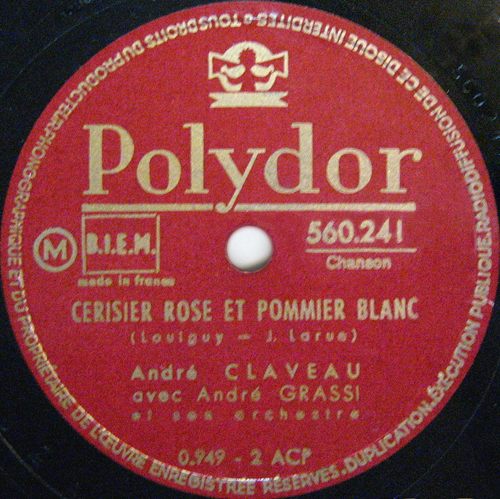 TOUS DROITS DU PRODUCTEUR PHONOGRAPHIQUE ET DU PROPRIETAIRE DE L'ŒUVRE ENREGISTRÉE RÉSERVÉS. DUPLICATION. EXÉCUTION PUBLIQUE. RADIODIFFUSION DE CE DISQUE INTERDITES
Polydor
M
B.I.E.M.
made in france
560.241
Chanson
CERISIER ROSE ET POMMIER BLANC
(Louiguy – J. Larue)
André CLAVEAU
avec André GRASSI
et ses orchestre
0.949 - 2 ACP